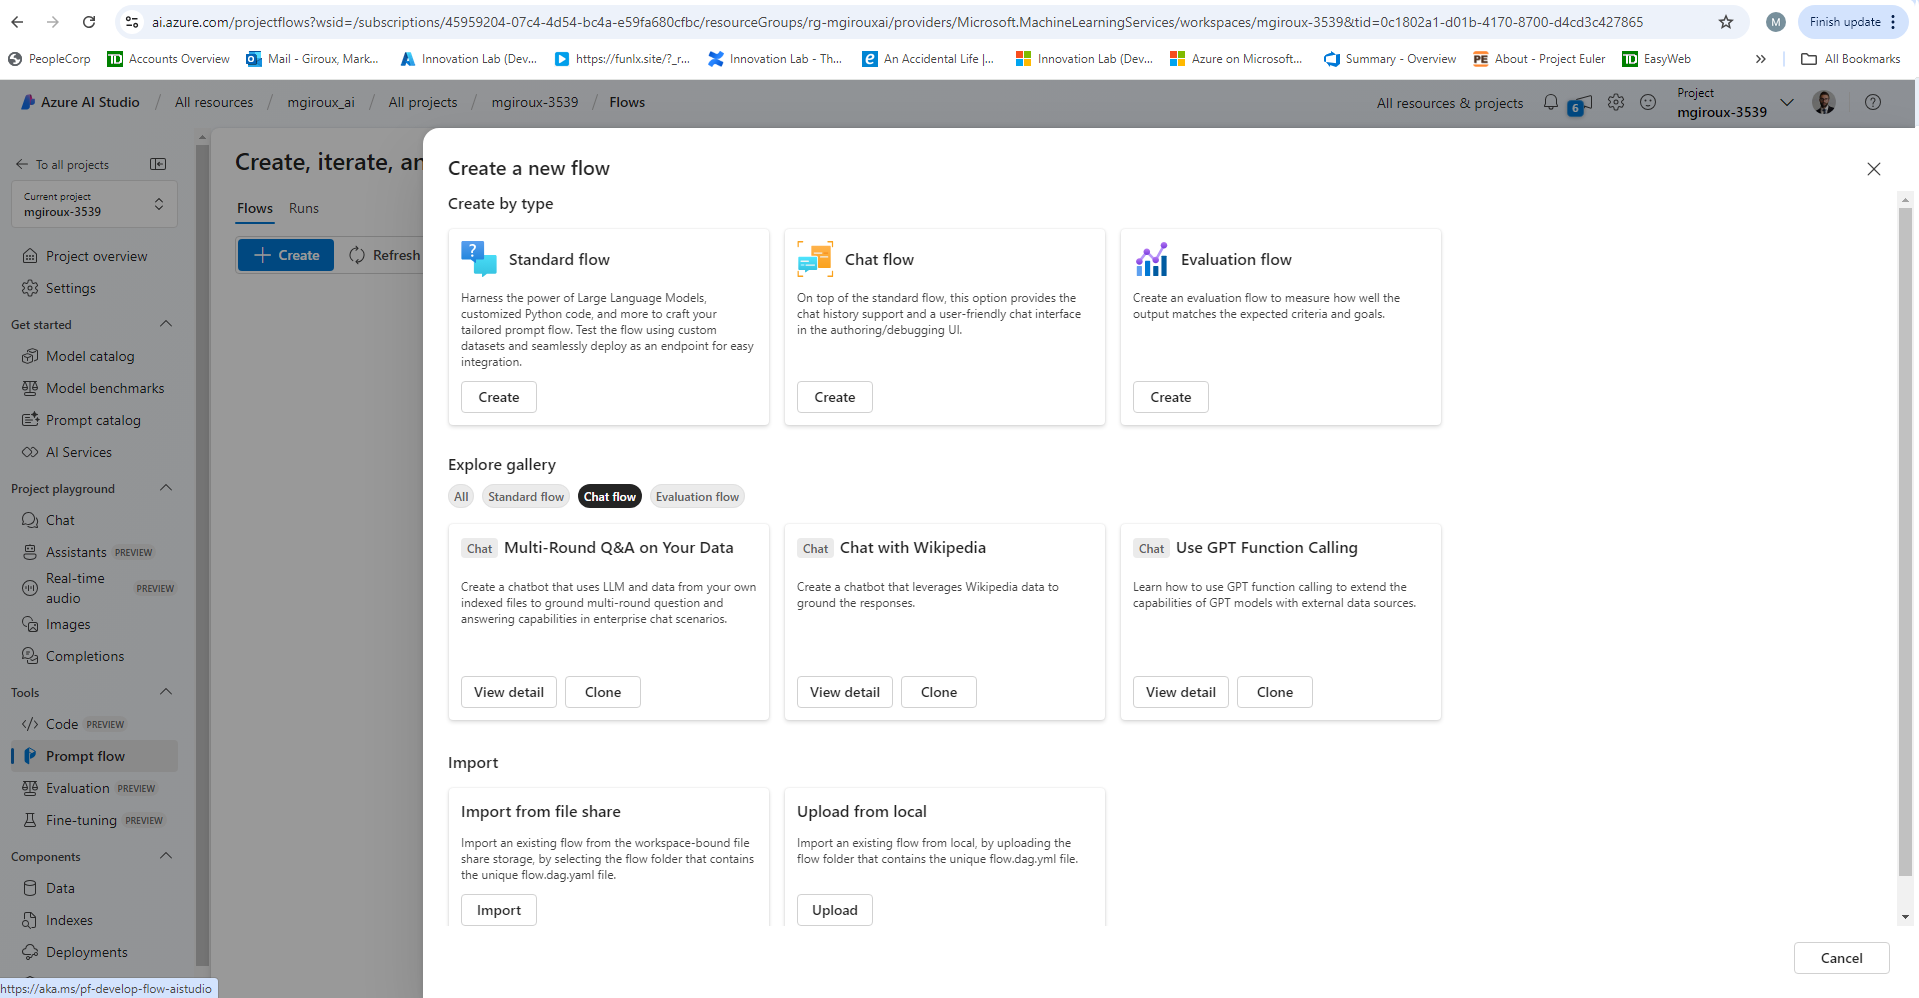 ai.azure.com/projectflows?wsid=/subscriptions/45959204-07c4-4d54-bc4a-e59fa680cfbc/resourceGroups/rg-mgirouxai/providers/Microsoft.MachineLearningServices/workspaces/mgiroux-3539&tid=0c1802a1-d01b-4170-8700-d4cd3c427865
M
Finish update
PeopleCorp
TD Accounts Overview
Mail - Giroux, Mark...
Innovation Lab (Dev...
https://funlx.site/?_r...
Innovation Lab - Th...
An Accidental Life |...
Innovation Lab (Dev...
Azure on Microsoft...
Summary - Overview
PE About - Project Euler
TD EasyWeb
All Bookmarks
Azure AI Studio / All resources / mgiroux_ai / All projects / mgiroux-3539 / Flows
All resources & projects
6
Project
mgiroux-3539
To all projects
Current project
mgiroux-3539
Project overview
Settings
Get started
Model catalog
Model benchmarks
Prompt catalog
AI Services
Project playground
Chat
Assistants PREVIEW
Real-time audio PREVIEW
Images
Completions
Tools
Code PREVIEW
Prompt flow
Evaluation PREVIEW
Fine-tuning PREVIEW
Components
Data
Indexes
Deployments
https://aka.ms/pf-develop-flow-aistudio
Create, iterate, an
Flows
Runs
Create
Refresh
Create a new flow
Create by type
Standard flow
Harness the power of Large Language Models,
customized Python code, and more to craft your
tailored prompt flow. Test the flow using custom
datasets and seamlessly deploy as an endpoint for easy
integration.
Create
Chat flow
On top of the standard flow, this option provides the
chat history support and a user-friendly chat interface
in the authoring/debugging UI.
Create
Evaluation flow
Create an evaluation flow to measure how well the
output matches the expected criteria and goals.
Create
Explore gallery
All
Standard flow
Chat flow
Evaluation flow
Chat Multi-Round Q&A on Your Data
Create a chatbot that uses LLM and data from your own
indexed files to ground multi-round question and
answering capabilities in enterprise chat scenarios.
View detail
Clone
Chat Chat with Wikipedia
Create a chatbot that leverages Wikipedia data to
ground the responses.
View detail
Clone
Chat Use GPT Function Calling
Learn how to use GPT function calling to extend the
capabilities of GPT models with external data sources.
View detail
Clone
Import
Import from file share
Import an existing flow from the workspace-bound file
share storage, by selecting the flow folder that contains
the unique flow.dag.yaml file.
Import
Upload from local
Import an existing flow from local, by uploading the
flow folder that contains the unique flow.dag.yml file.
Upload
Cancel